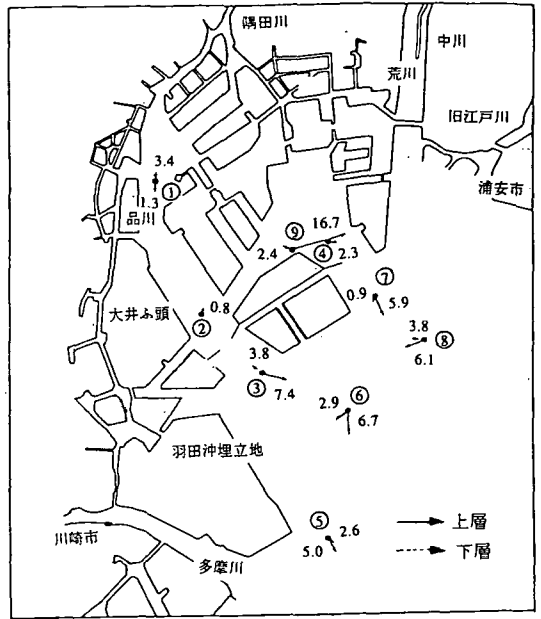 隅田川
中川
荒川
旧江戸川
浦安市
3.4
①
1.3
品川
16.7
⑨
2.4
④
2.3
⑦
0.9
5.9
大井ふ頭
0.8
②
3.8
⑧
6.1
3.8
③
7.4
⑥
2.9
6.7
羽田沖埋立地
⑤
2.6
5.0
上層
下層
川崎市
多摩川